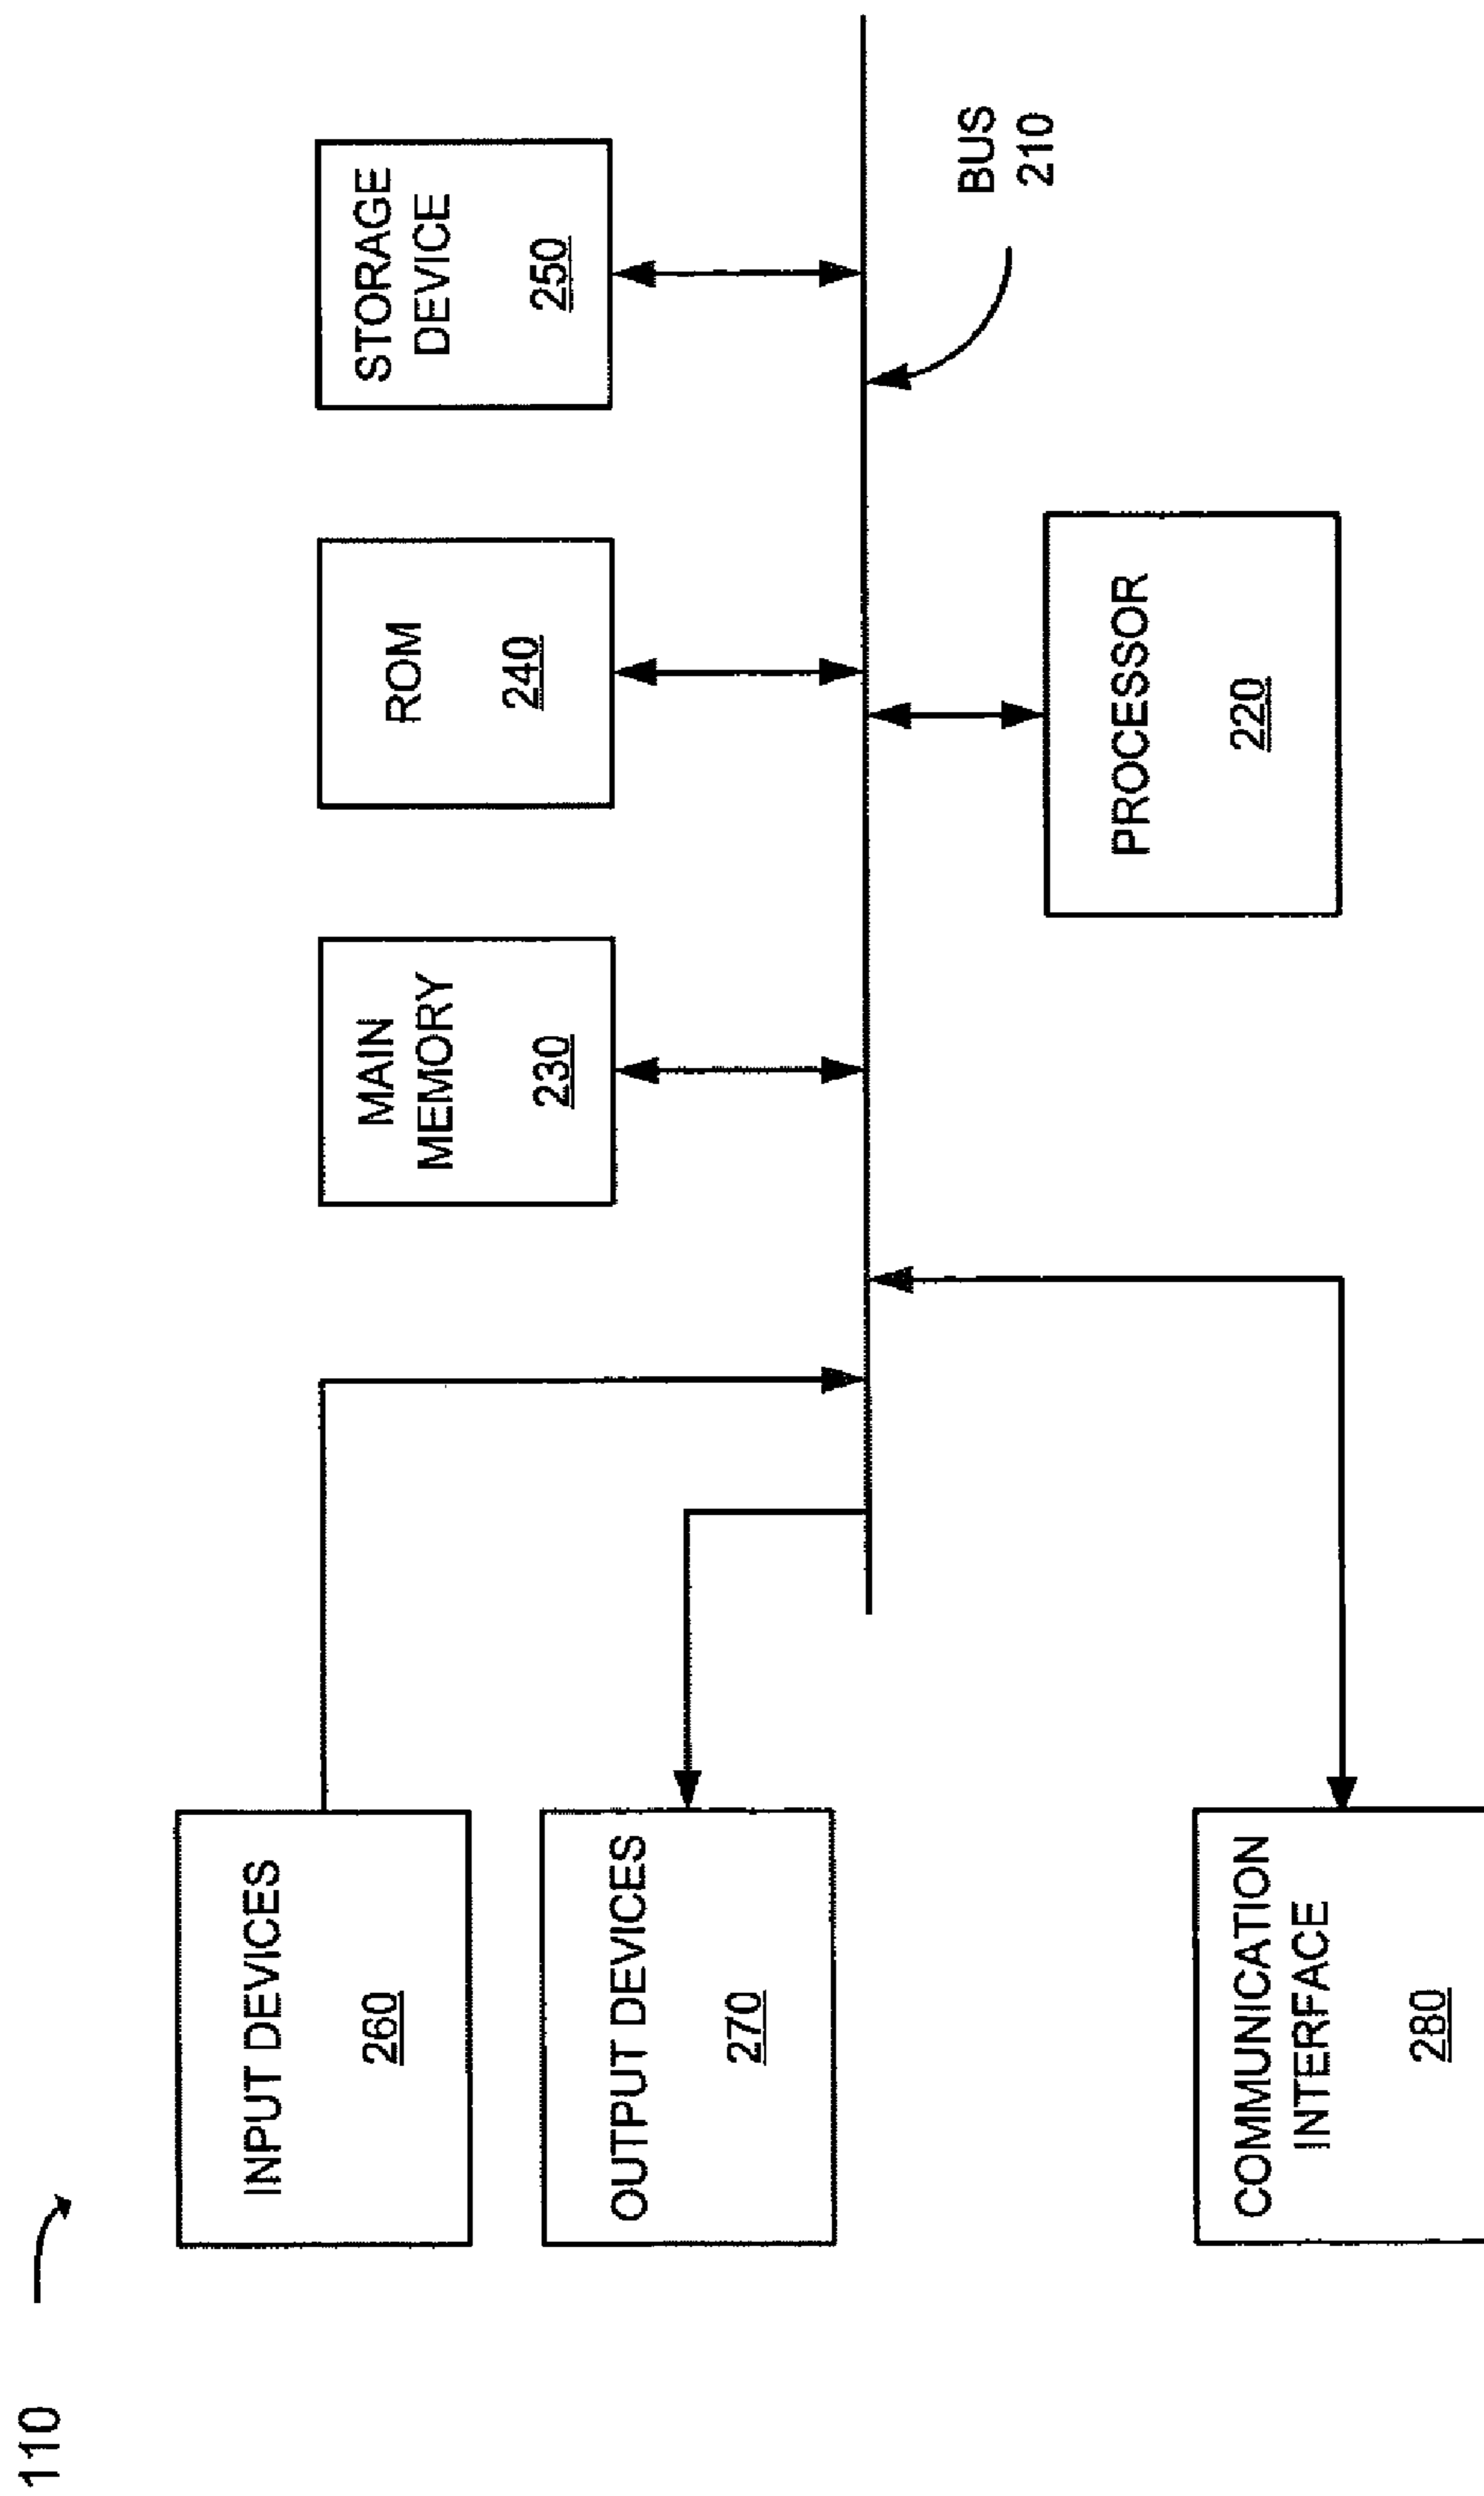 110
INPUT DEVICES
260
OUTPUT DEVICES
270
COMMUNICATION
INTERFACE
280
MAIN
MEMORY
230
ROM
240
STORAGE
DEVICE
250
PROCESSOR
220
BUS
210